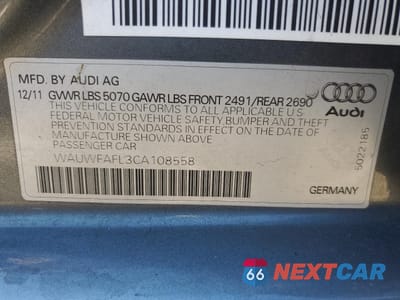 MFD. BY AUDI AG
12/11 GVWR LBS 5070 GAWR LBS FRONT 2491/REAR 2690
THIS VEHICLE CONFORMS TO ALL APPLICABLE U.S
FEDERAL MOTOR VEHICLE SAFETY, BUMPER AND THEFT
PREVENTION STANDARDS IN EFFECT ON THE DATE OF
MANUFACTURE SHOWN ABOVE
PASSENGER CAR
WAUWFAFL3CA108558
Audi
5022185
GERMANY
66 NEXTCAR